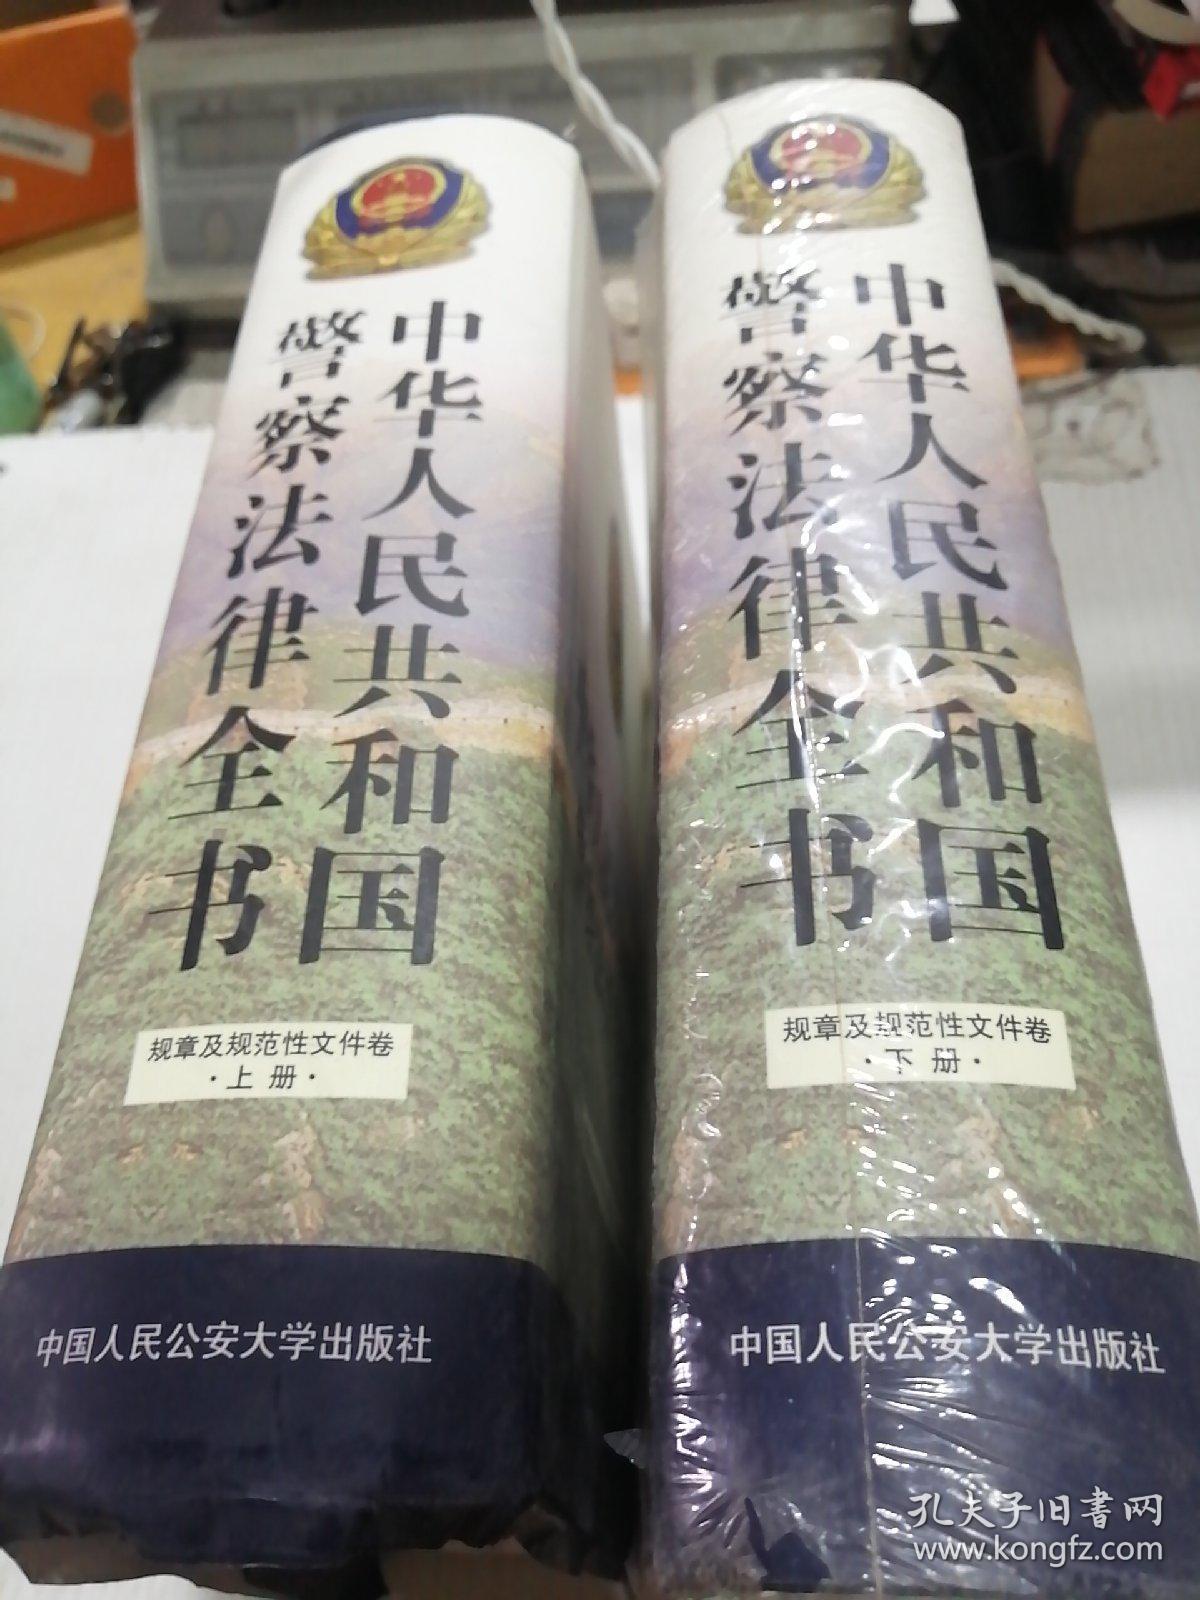 中华人民共和国
警察法律全书
规章及规范性文件卷
·上册·
中国人民公安大学出版社
中华人民共和国
警察法律全书
规章及规范性文件卷
·下册·
中国人民公安大学出版社
孔夫子旧書网
www.kongfz.com